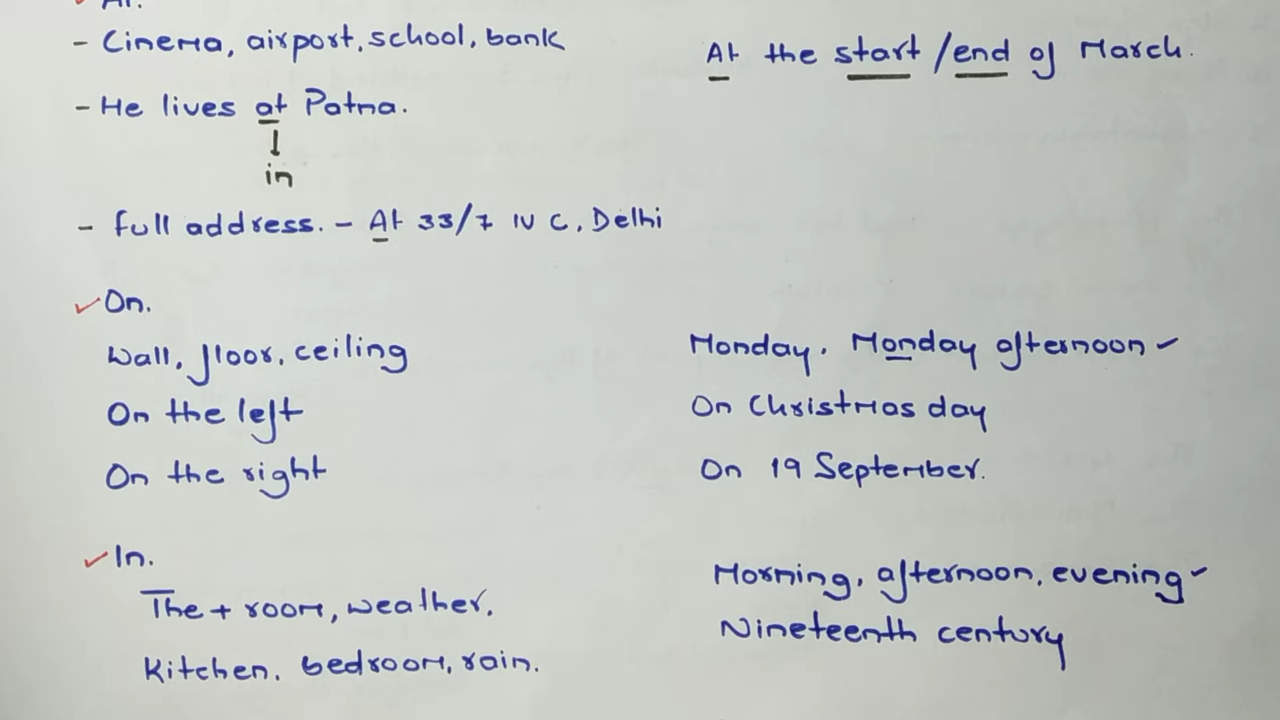 At.
- Cinema, airport, school, bank
At the start /end of March.
- He lives at Patna.
in
- full address. - At 33/7 IV C, Delhi
On.
Wall, floor, ceiling
Monday, Monday afternoon
On the left
On Christmas day
On the right
On 19 September.
In.
The + room, weather,
Morning, afternoon, evening
Nineteenth century
Kitchen, bedroom, rain.